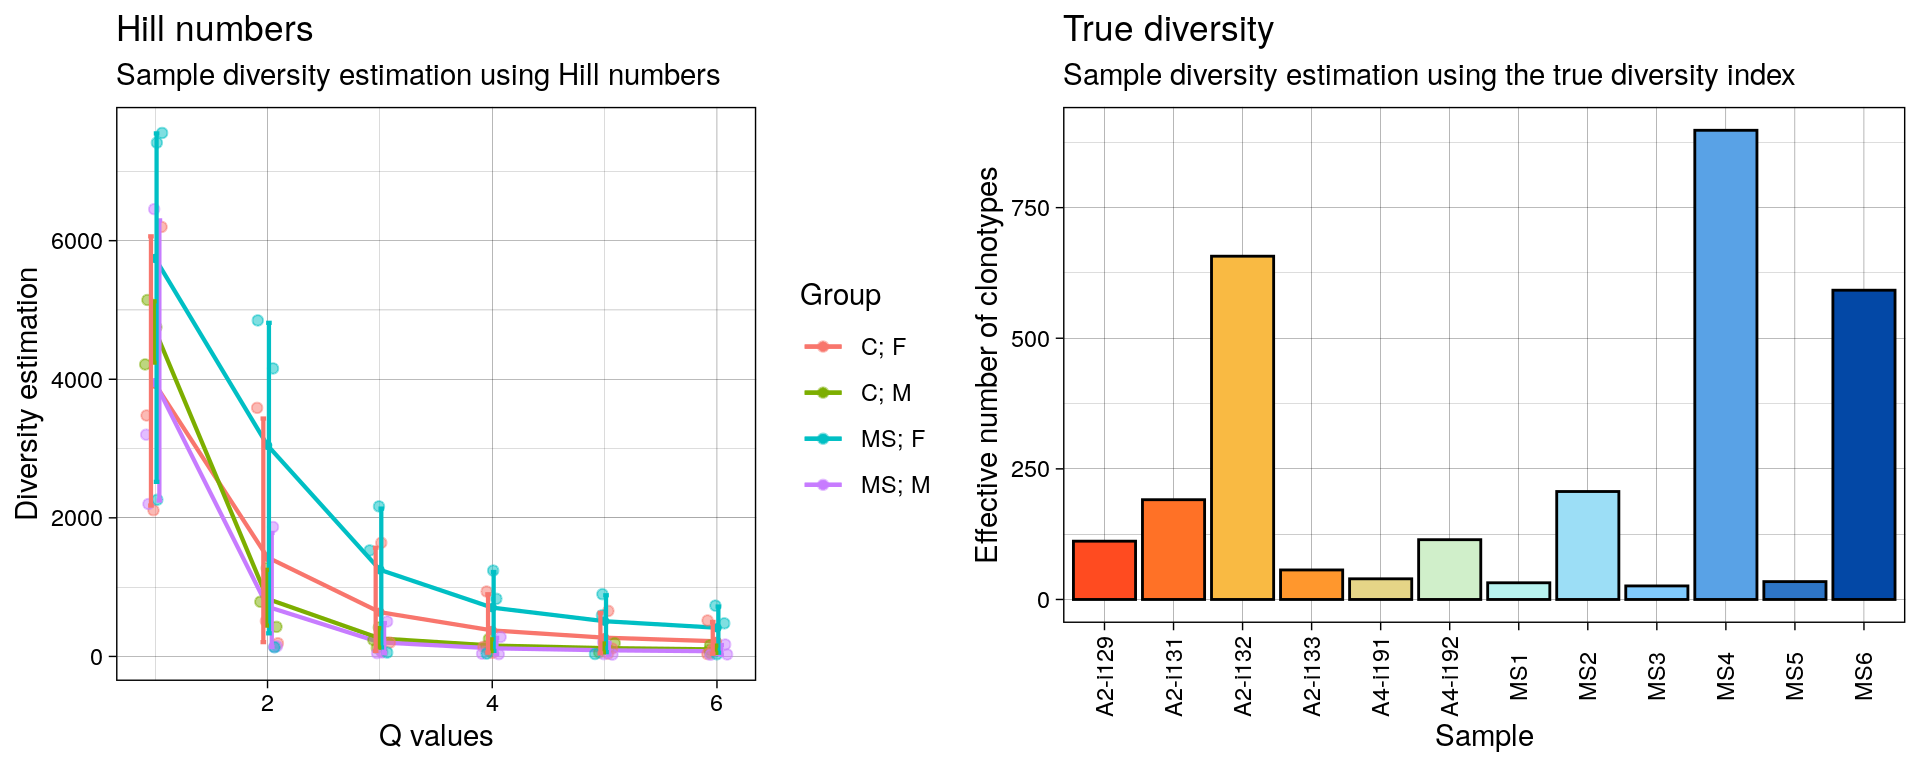 Hill numbers
Sample diversity estimation using Hill numbers
Diversity estimation
6000
4000
2000
0
2
4
6
Q values
Group
C; F
C; M
MS; F
MS; M
True diversity
Sample diversity estimation using the true diversity index
Effective number of clonotypes
750
500
250
0
A2-i129
A2-i131
A2-i132
A2-i133
A4-i191
A4-i192
MS1
MS2
MS3
MS4
MS5
MS6
Sample